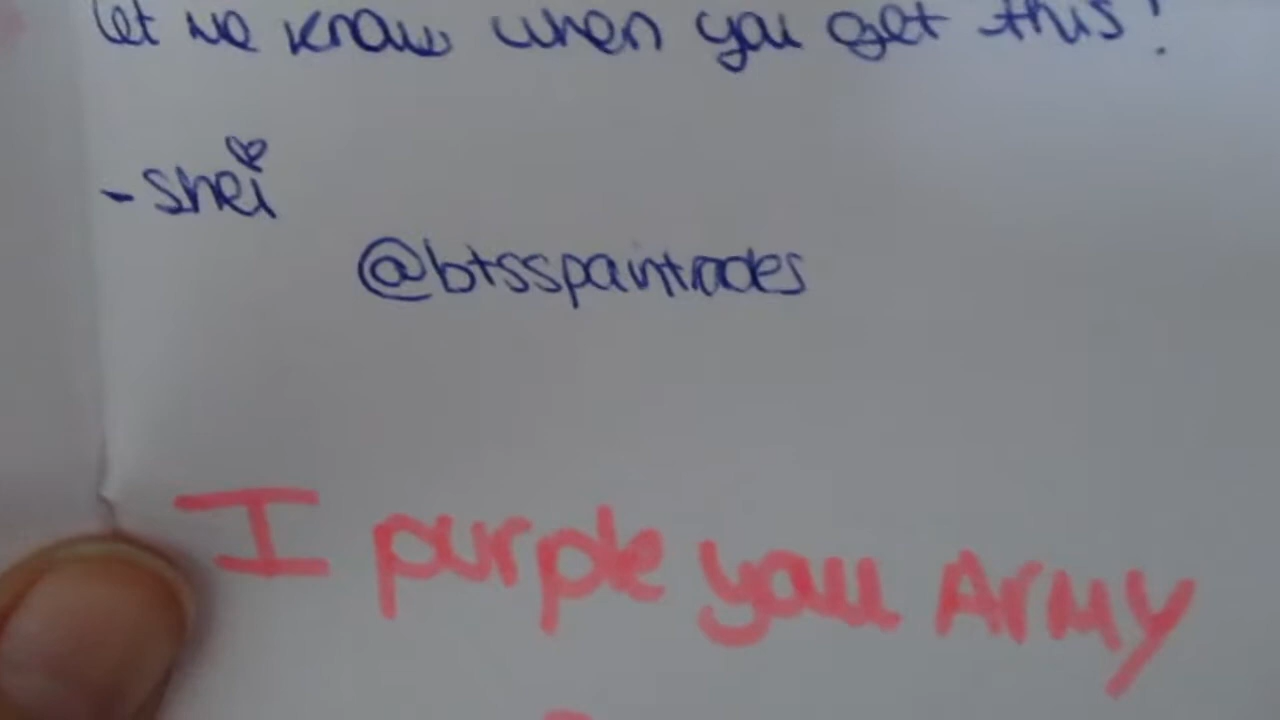 let me know when you get this!
-shei
@btsspaintrades
I purple you Army